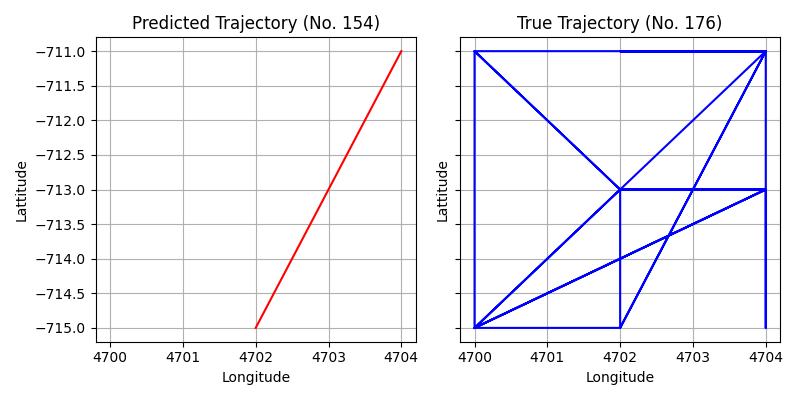 Predicted Trajectory (No. 154)
−711.0
−711.5
−712.0
−712.5
−713.0
−713.5
−714.0
−714.5
−715.0
Lattitude
4700 4701 4702 4703 4704
Longitude
True Trajectory (No. 176)
Lattitude
4700 4701 4702 4703 4704
Longitude